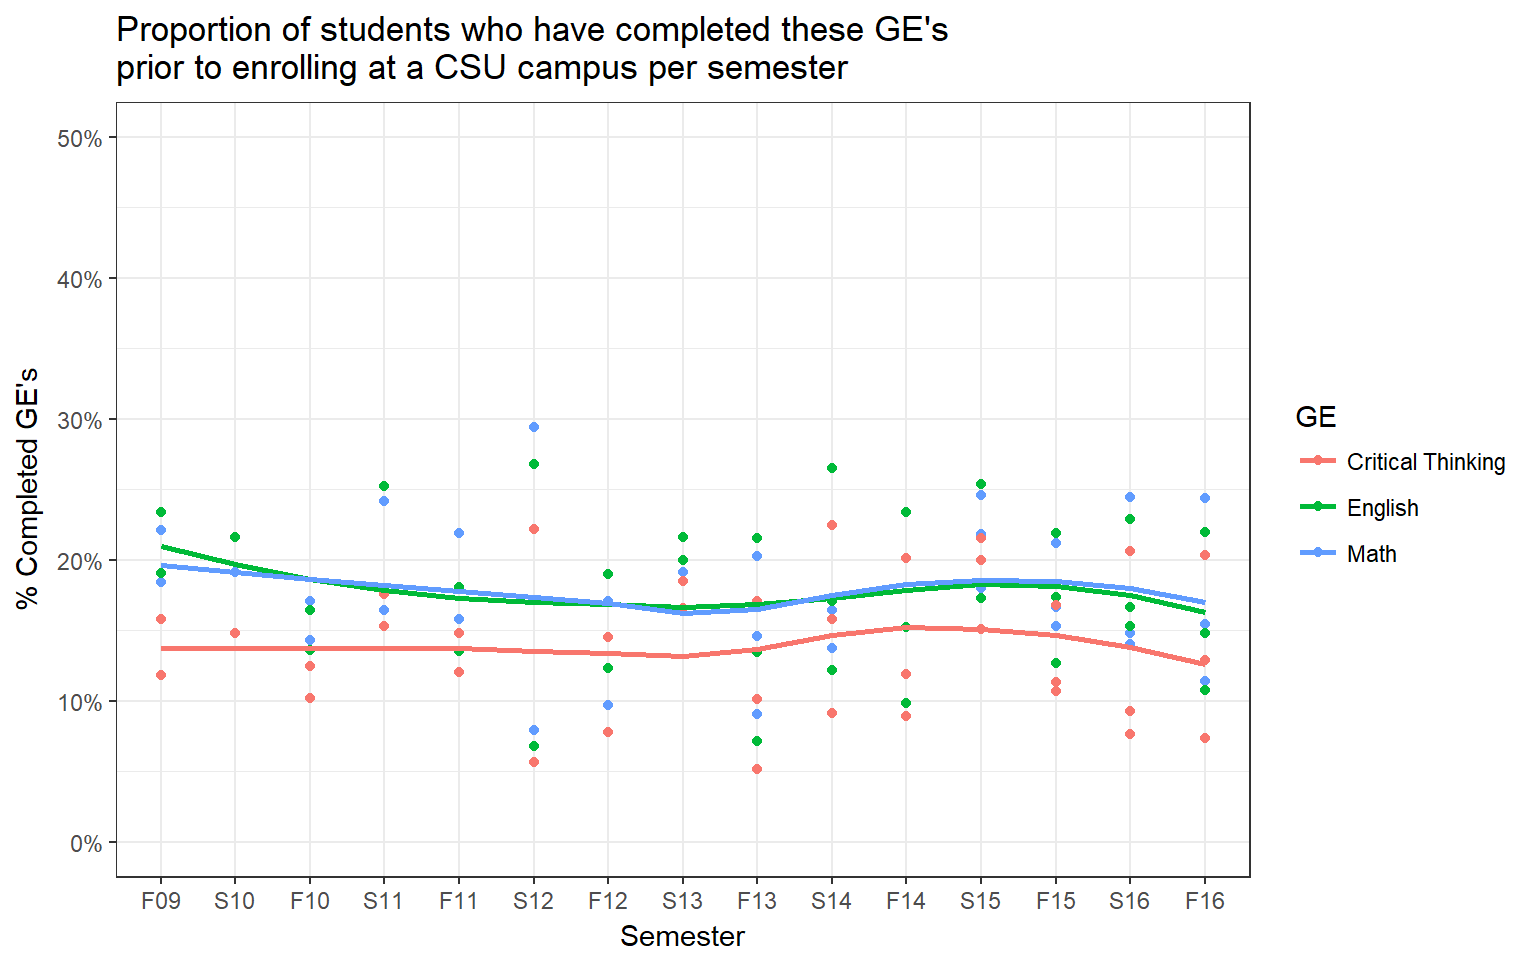 Proportion of students who have completed these GE's
prior to enrolling at a CSU campus per semester
% Completed GE's
50%
40%
30%
20%
10%
0%
F09 S10 F10 S11 F11 S12 F12 S13 F13 S14 F14 S15 F15 S16 F16
Semester
GE
Critical Thinking
English
Math